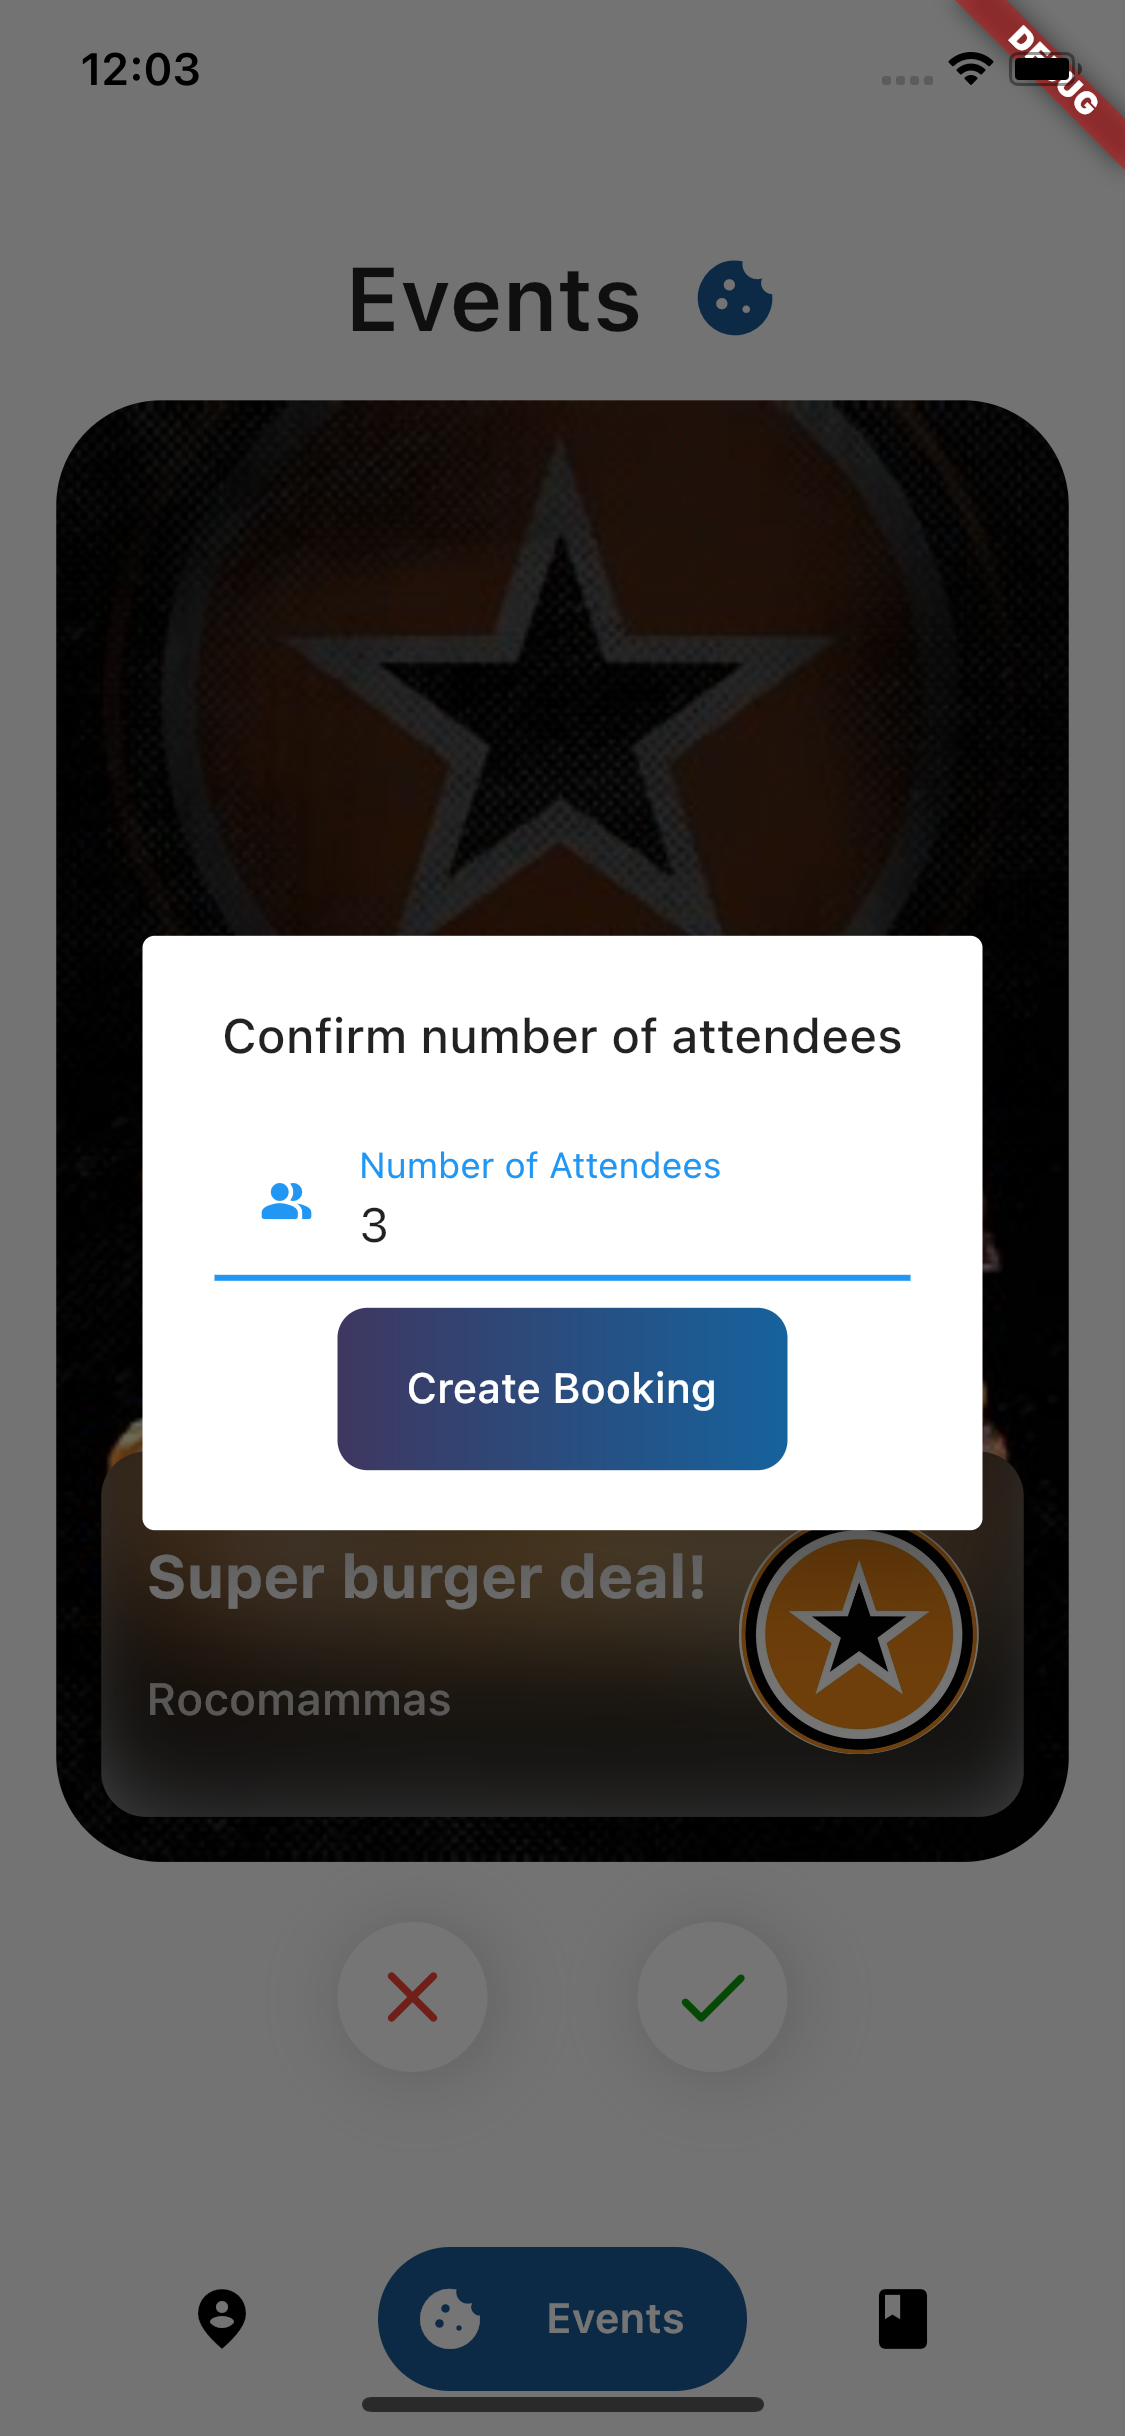 12:03
DEBUG
Events
Confirm number of attendees
Number of Attendees
3
Create Booking
Super burger deal!
Rocomammas
Events